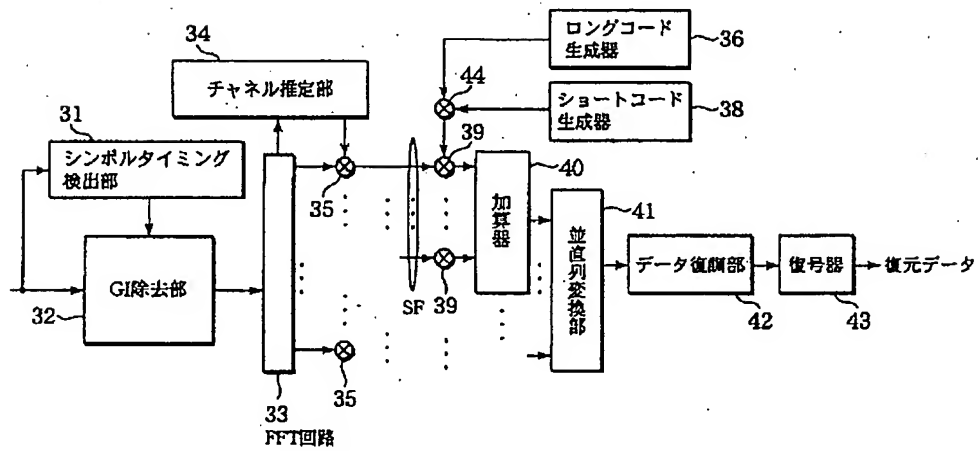 34
チャネル推定部
ロングコード
生成器
36
44
ショートコード
生成器
38
31
シンボルタイミング
検出部
35
39
40
加算器
41
並直列変換部
GI除去部
32
SF
39
データ復調部
42
復号器
43
復元データ
35
33
FFT回路